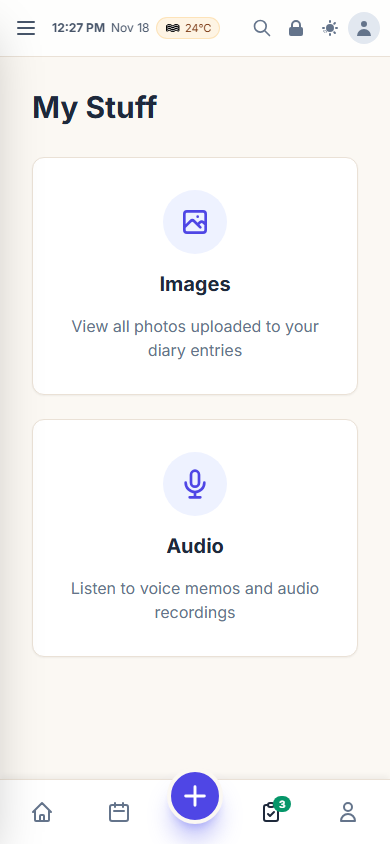 12:27 PM Nov 18 24°C
My Stuff
Images
View all photos uploaded to your
diary entries
Audio
Listen to voice memos and audio
recordings
3